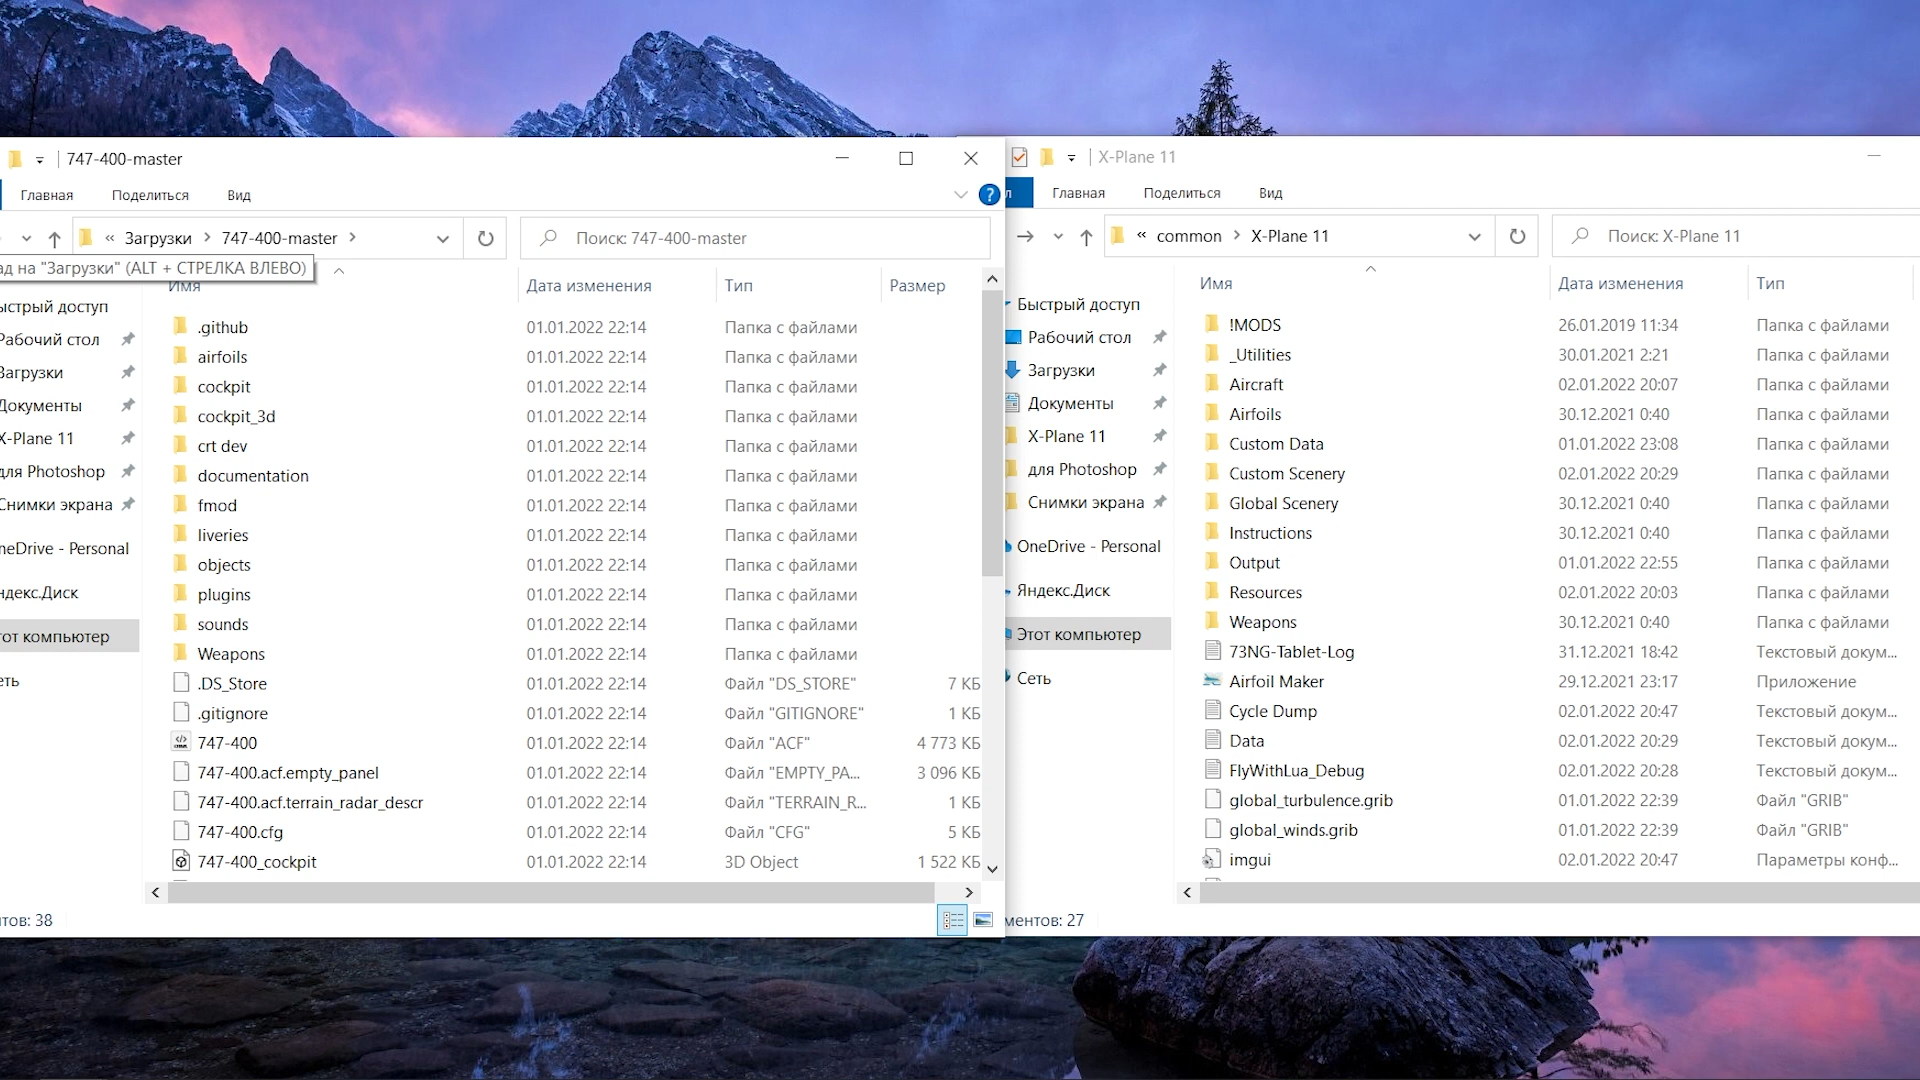 747-400-master
Главная Поделиться Вид
« Загрузки > 747-400-master >
Поиск: 747-400-master
ад на "Загрузки" (ALT + СТРЕЛКА ВЛЕВО)
Имя Дата изменения Тип Размер
ыстрый доступ
Рабочий стол
Загрузки
Документы
X-Plane 11
для Photoshop
Снимки экрана
neDrive - Personal
ндекс.Диск
тот компьютер
еть
.github 01.01.2022 22:14 Папка с файлами
airfoils 01.01.2022 22:14 Папка с файлами
cockpit 01.01.2022 22:14 Папка с файлами
cockpit_3d 01.01.2022 22:14 Папка с файлами
crt dev 01.01.2022 22:14 Папка с файлами
documentation 01.01.2022 22:14 Папка с файлами
fmod 01.01.2022 22:14 Папка с файлами
liveries 01.01.2022 22:14 Папка с файлами
objects 01.01.2022 22:14 Папка с файлами
plugins 01.01.2022 22:14 Папка с файлами
sounds 01.01.2022 22:14 Папка с файлами
Weapons 01.01.2022 22:14 Папка с файлами
.DS_Store 01.01.2022 22:14 Файл "DS_STORE" 7 КБ
.gitignore 01.01.2022 22:14 Файл "GITIGNORE" 1 КБ
747-400 01.01.2022 22:14 Файл "ACF" 4 773 КБ
747-400.acf.empty_panel 01.01.2022 22:14 Файл "EMPTY_PA... 3 096 КБ
747-400.acf.terrain_radar_descr 01.01.2022 22:14 Файл "TERRAIN_R... 1 КБ
747-400.cfg 01.01.2022 22:14 Файл "CFG" 5 КБ
747-400_cockpit 01.01.2022 22:14 3D Object 1 522 КБ
тов: 38
X-Plane 11
л Главная Поделиться Вид
« common > X-Plane 11
Поиск: X-Plane 11
Имя Дата изменения Тип
Быстрый доступ
Рабочий стол
Загрузки
Документы
X-Plane 11
для Photoshop
Снимки экрана
OneDrive - Personal
Яндекс.Диск
Этот компьютер
Сеть
!MODS 26.01.2019 11:34 Папка с файлами
_Utilities 30.01.2021 2:21 Папка с файлами
Aircraft 02.01.2022 20:07 Папка с файлами
Airfoils 30.12.2021 0:40 Папка с файлами
Custom Data 01.01.2022 23:08 Папка с файлами
Custom Scenery 02.01.2022 20:29 Папка с файлами
Global Scenery 30.12.2021 0:40 Папка с файлами
Instructions 30.12.2021 0:40 Папка с файлами
Output 01.01.2022 22:55 Папка с файлами
Resources 02.01.2022 20:03 Папка с файлами
Weapons 30.12.2021 0:40 Папка с файлами
73NG-Tablet-Log 31.12.2021 18:42 Текстовый докум...
Airfoil Maker 29.12.2021 23:17 Приложение
Cycle Dump 02.01.2022 20:47 Текстовый докум...
Data 02.01.2022 20:29 Текстовый докум...
FlyWithLua_Debug 02.01.2022 20:28 Текстовый докум...
global_turbulence.grib 01.01.2022 22:39 Файл "GRIB"
global_winds.grib 01.01.2022 22:39 Файл "GRIB"
imgui 02.01.2022 20:47 Параметры конф...
ментов: 27